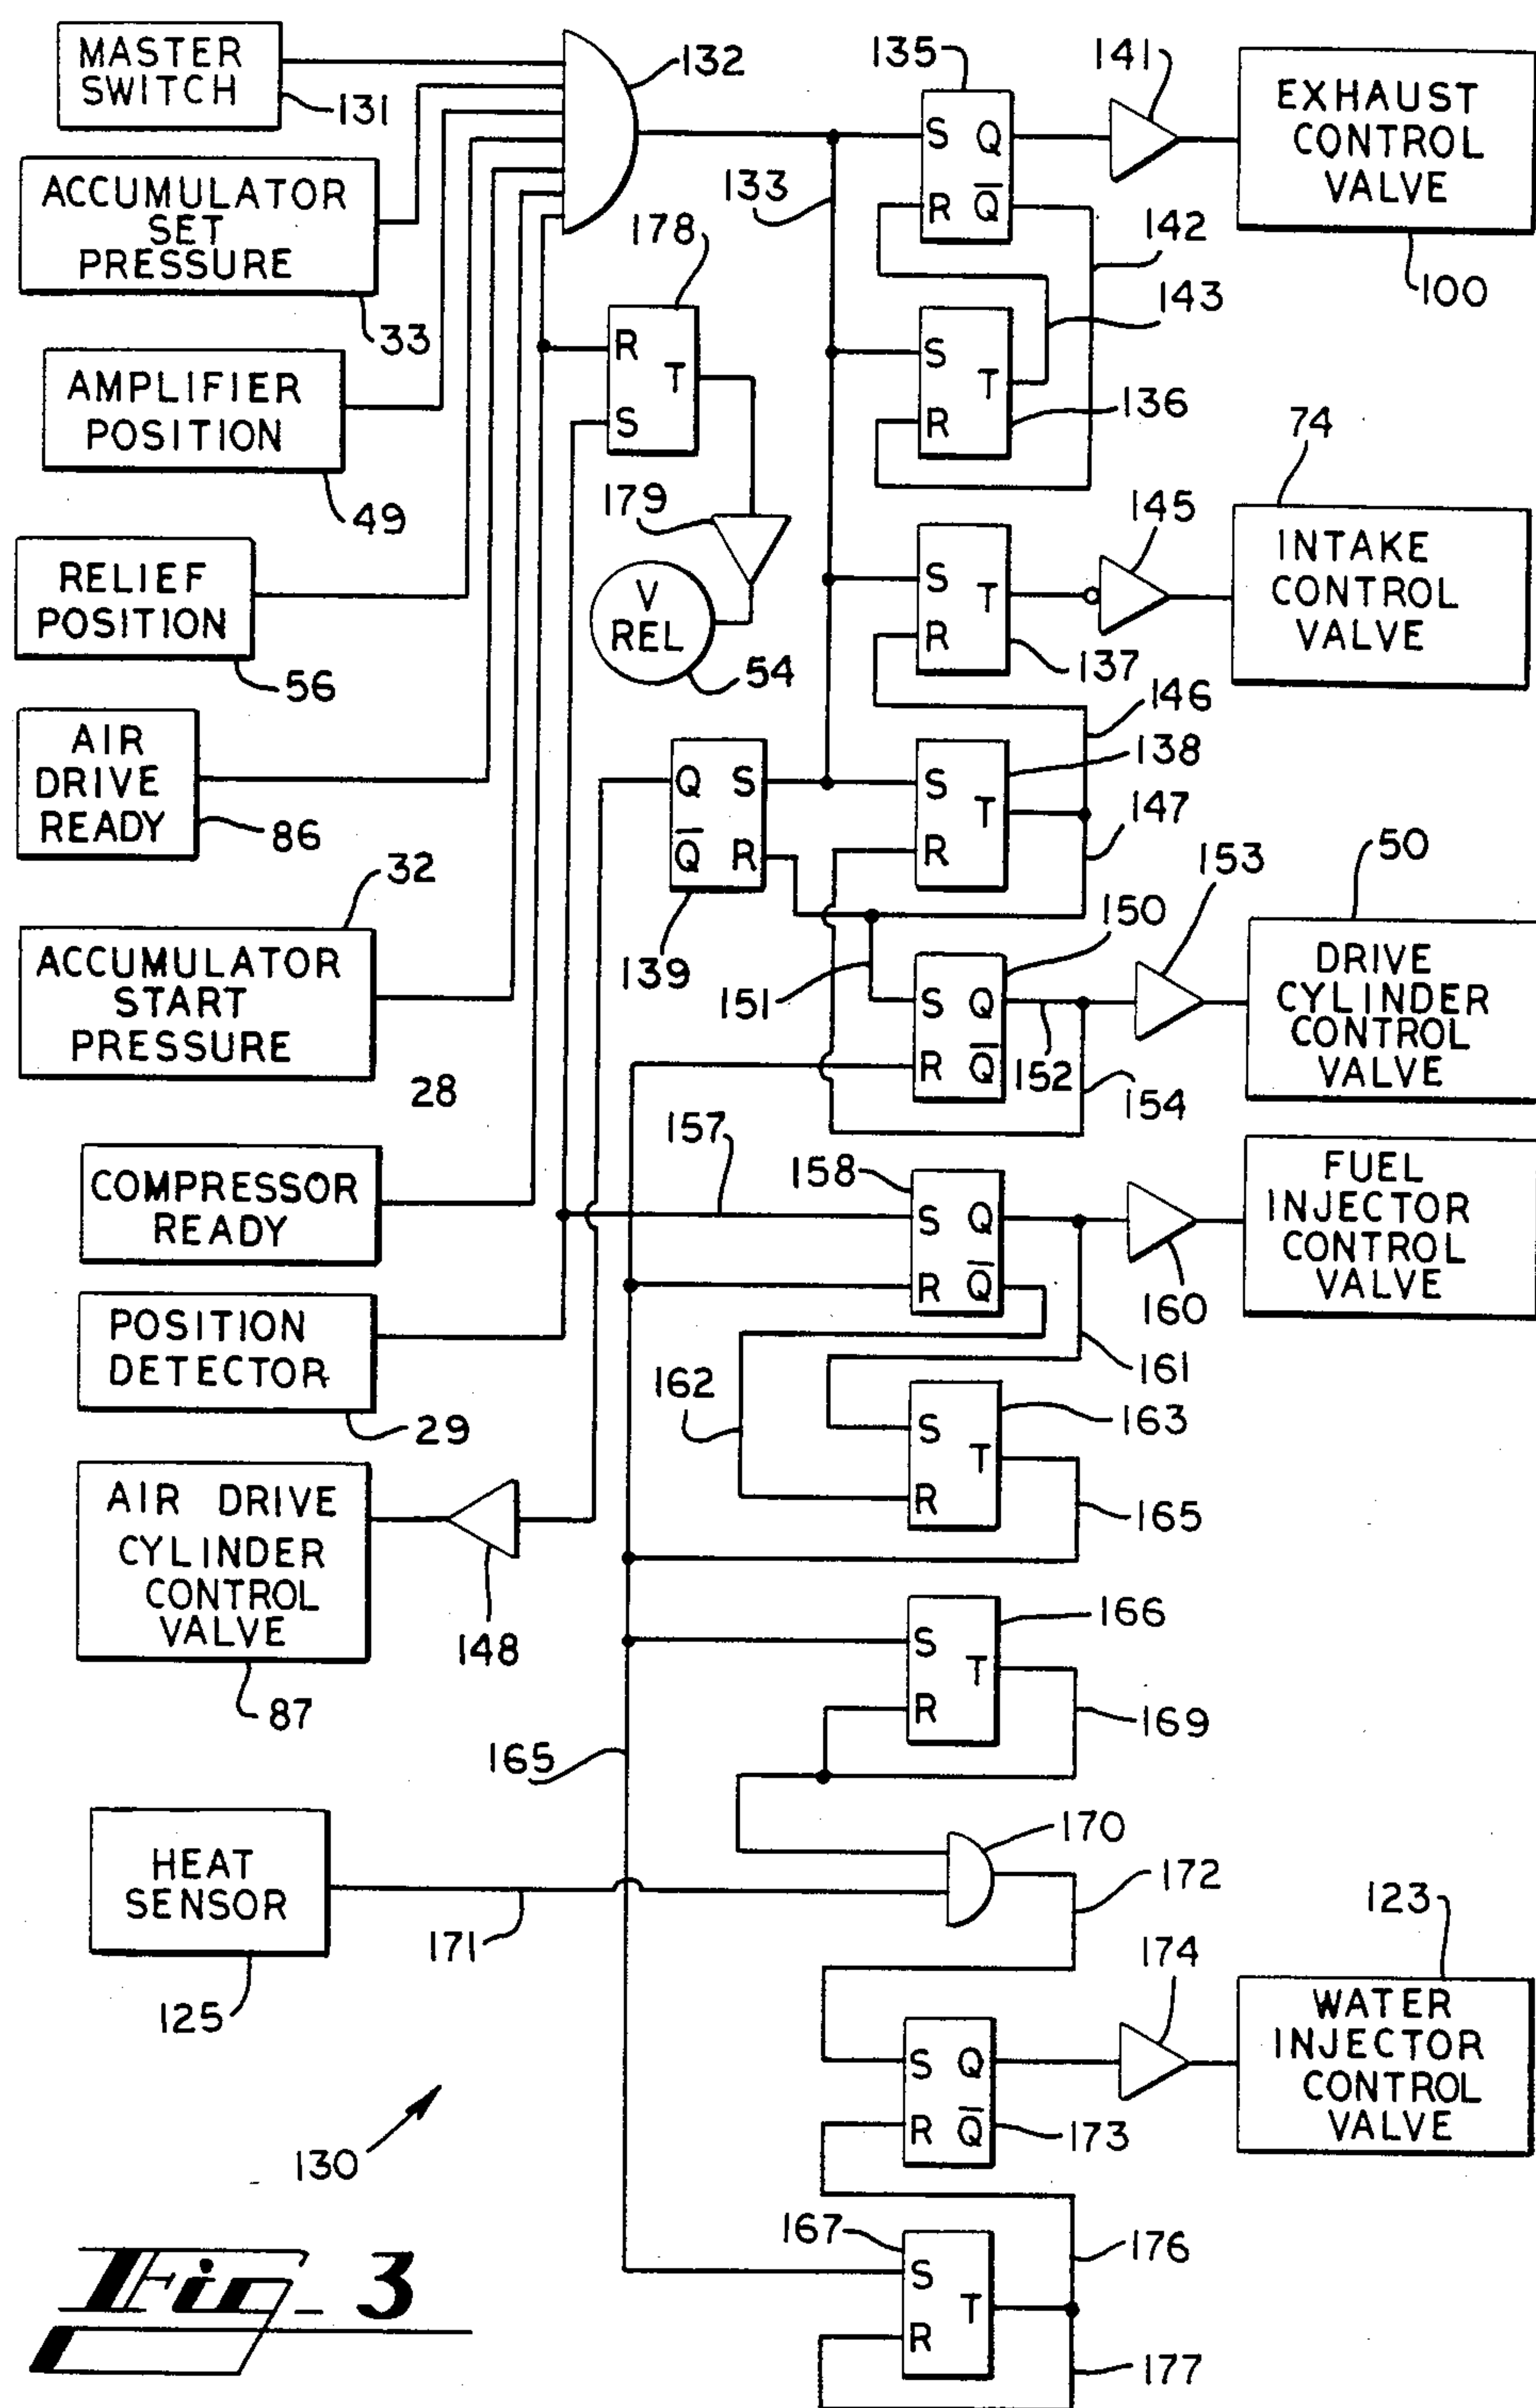 MASTER
SWITCH
131
132
135
141
EXHAUST
CONTROL
VALVE
100
S Q
R Q̅
ACCUMULATOR
SET
PRESSURE
33
133
142
143
178
R
T
S
S
T
R
136
AMPLIFIER
POSITION
49
179
V
REL
54
74
145
INTAKE
CONTROL
VALVE
S
T
R
137
RELIEF
POSITION
56
146
138
147
AIR
DRIVE
READY
86
Q S
Q̅ R
139
S
T
R
32
ACCUMULATOR
START
PRESSURE
28
150
151
S Q
R Q̅
152
153
154
50
DRIVE
CYLINDER
CONTROL
VALVE
COMPRESSOR
READY
157
158
S Q
R Q̅
160
161
FUEL
INJECTOR
CONTROL
VALVE
POSITION
DETECTOR
29
162
163
S
T
R
165
AIR DRIVE
CYLINDER
CONTROL
VALVE
87
148
166
S
T
R
169
165
HEAT
SENSOR
125
171
170
172
174
123
WATER
INJECTOR
CONTROL
VALVE
S Q
R Q̅
173
130
167
S
T
R
176
177
Fig_ 3